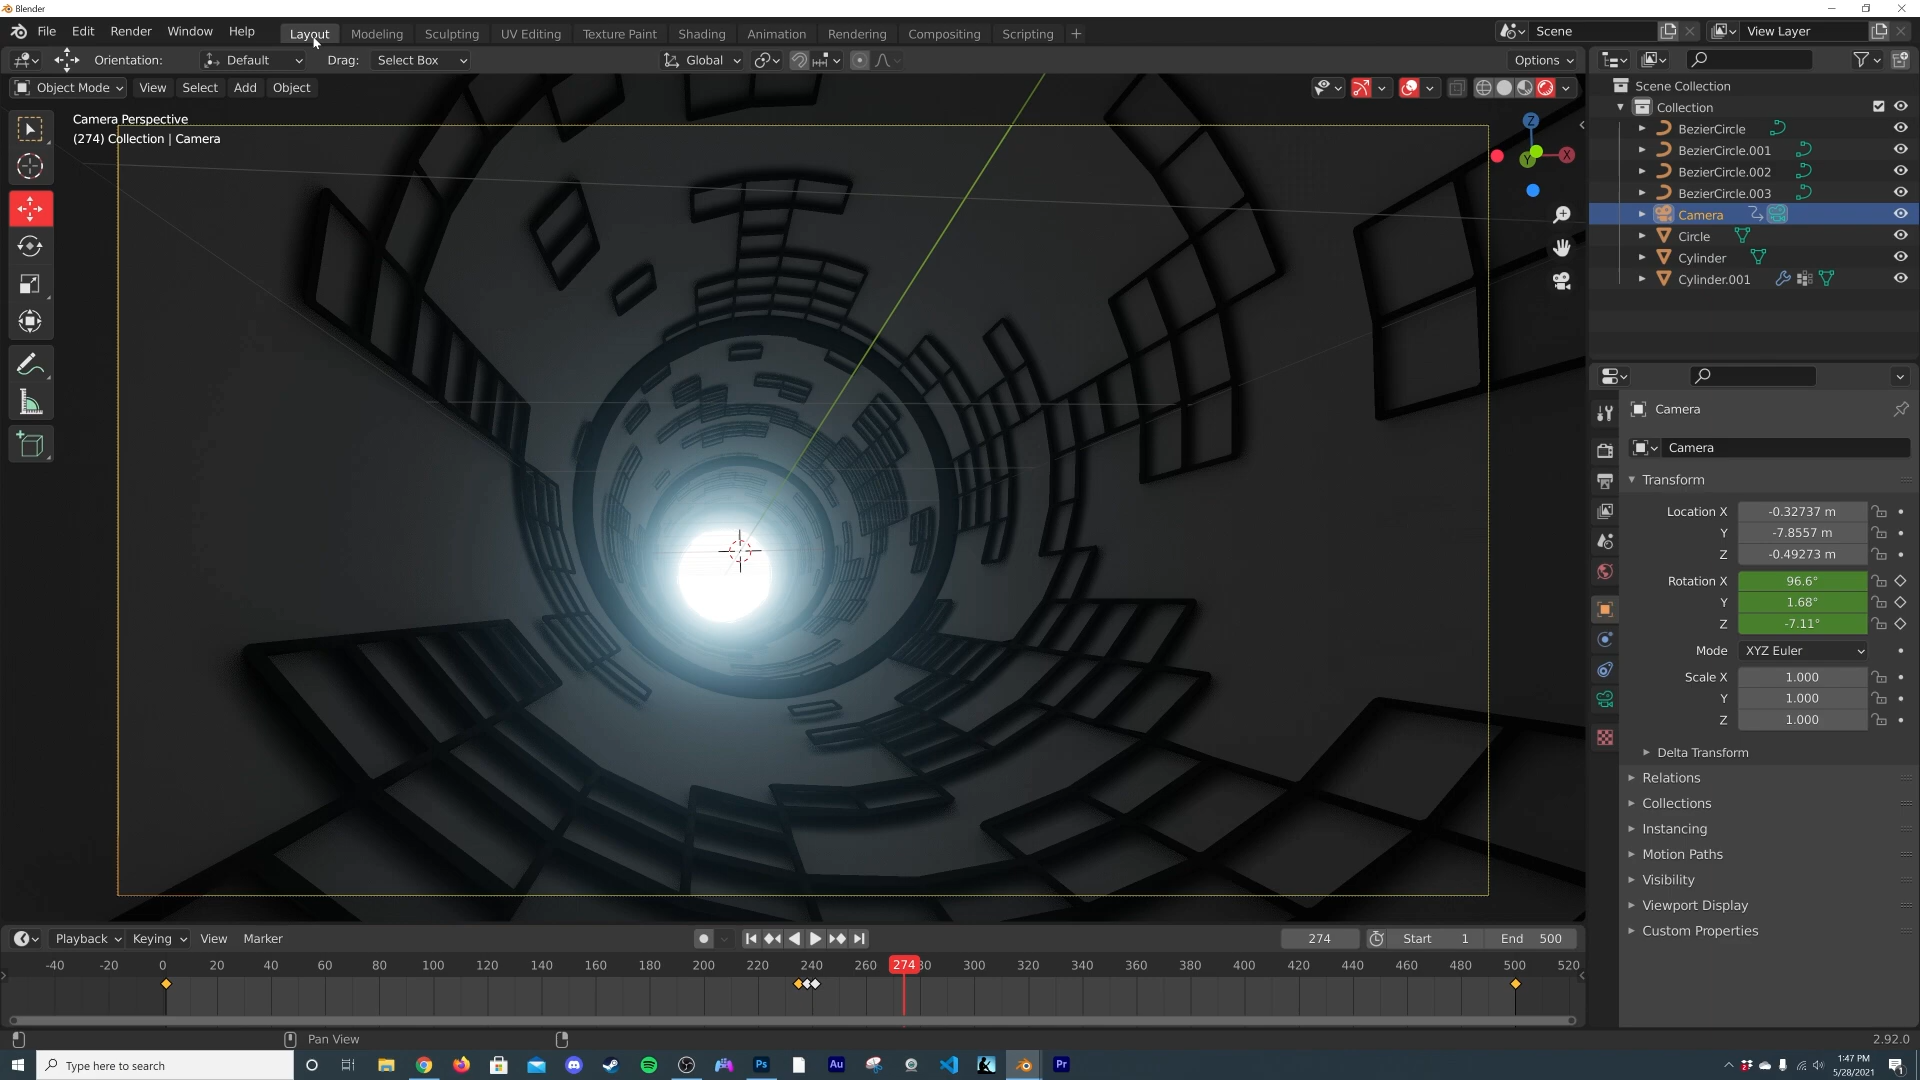 Blender
File Edit Render Window Help Layout Modeling Sculpting UV Editing Texture Paint Shading Animation Rendering Compositing Scripting + Scene View Layer
Orientation: Default Drag: Select Box Global Options
Object Mode View Select Add Object
Camera Perspective
(274) Collection | Camera
Z
X
Y
Scene Collection
Collection
BezierCircle
BezierCircle.001
BezierCircle.002
BezierCircle.003
Camera
Circle
Cylinder
Cylinder.001
Camera
Camera
Transform
Location X -0.32737 m
Y -7.8557 m
Z -0.49273 m
Rotation X 96.6°
Y 1.68°
Z -7.11°
Mode XYZ Euler
Scale X 1.000
Y 1.000
Z 1.000
Delta Transform
Relations
Collections
Instancing
Motion Paths
Visibility
Viewport Display
Custom Properties
Playback Keying View Marker 274 Start 1 End 500
-40 -20 0 20 40 60 80 100 120 140 160 180 200 220 240 260 274 80 300 320 340 360 380 400 420 440 460 480 500 520
Pan View 2.92.0
Type here to search Ps Au Pr 1:47 PM
5/28/2021